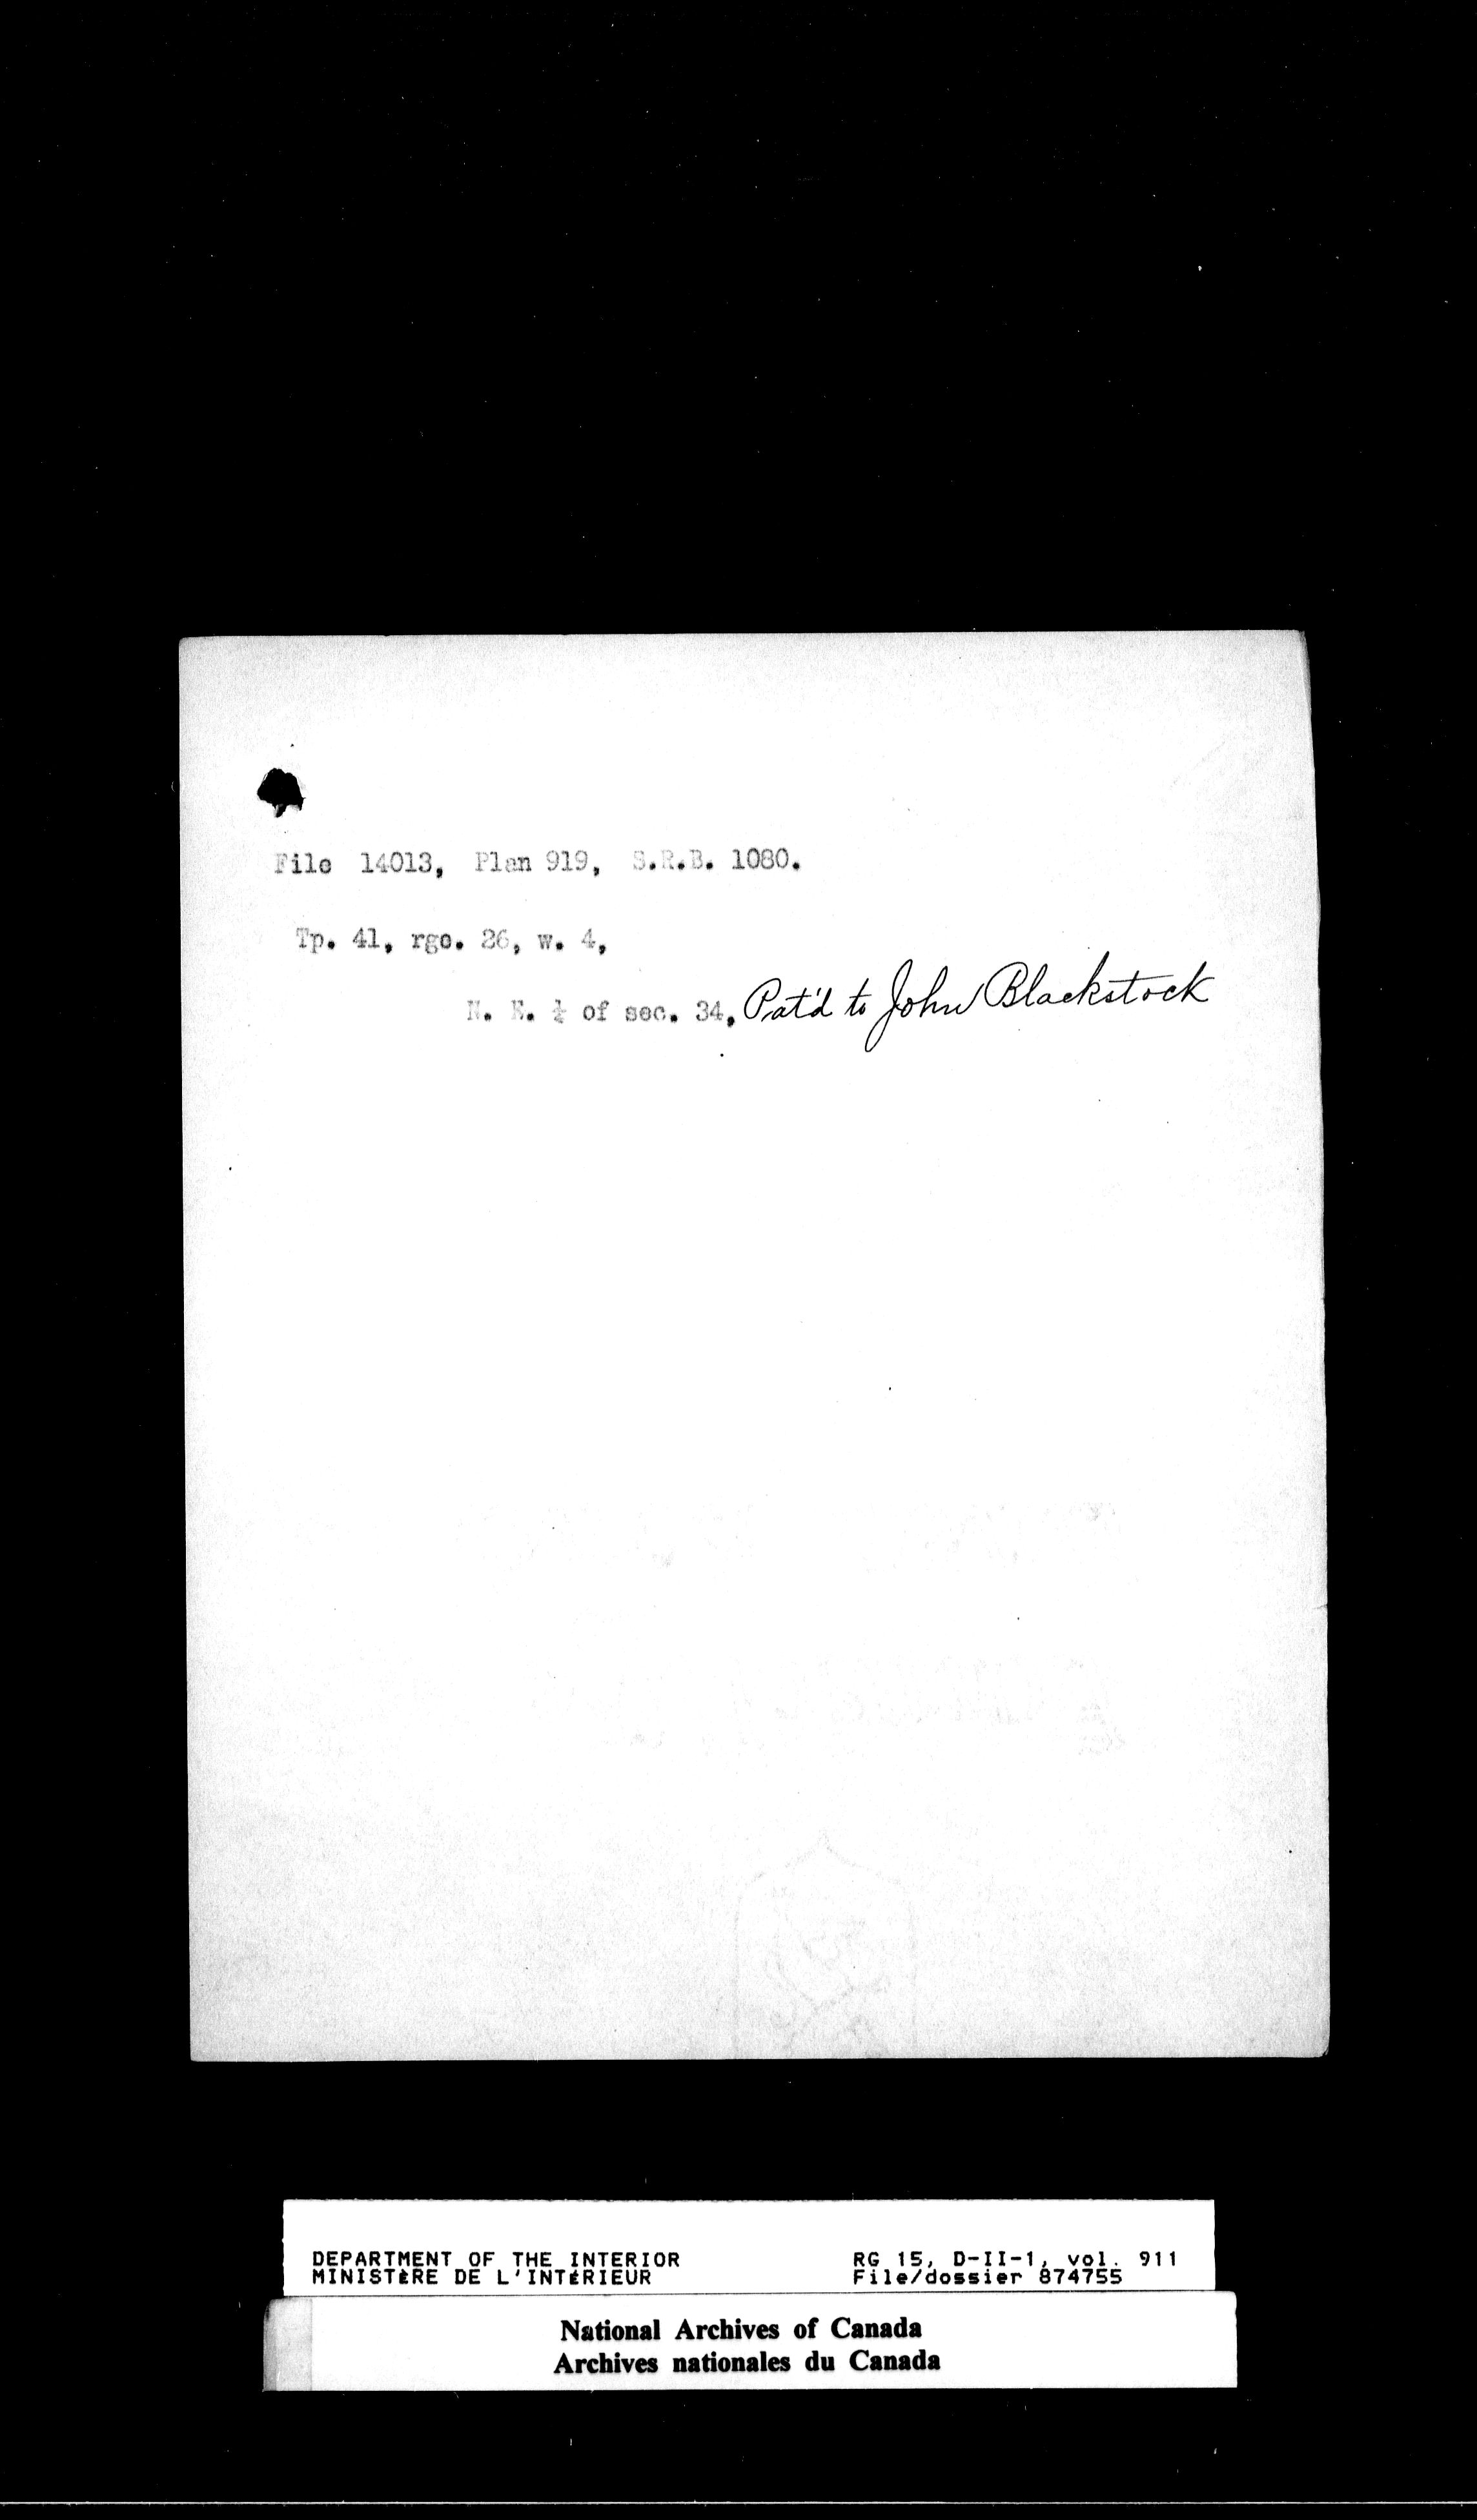 File 14013, Plan 919, S.R.B. 1080.
Tp. 41, rge. 26, w. 4,
N. E. ¼ of sec. 34, Pat'd to John Blackstock
DEPARTMENT OF THE INTERIOR
MINISTÈRE DE L'INTÉRIEUR
RG 15, D-II-1, vol. 911
File/dossier 874755
National Archives of Canada
Archives nationales du Canada